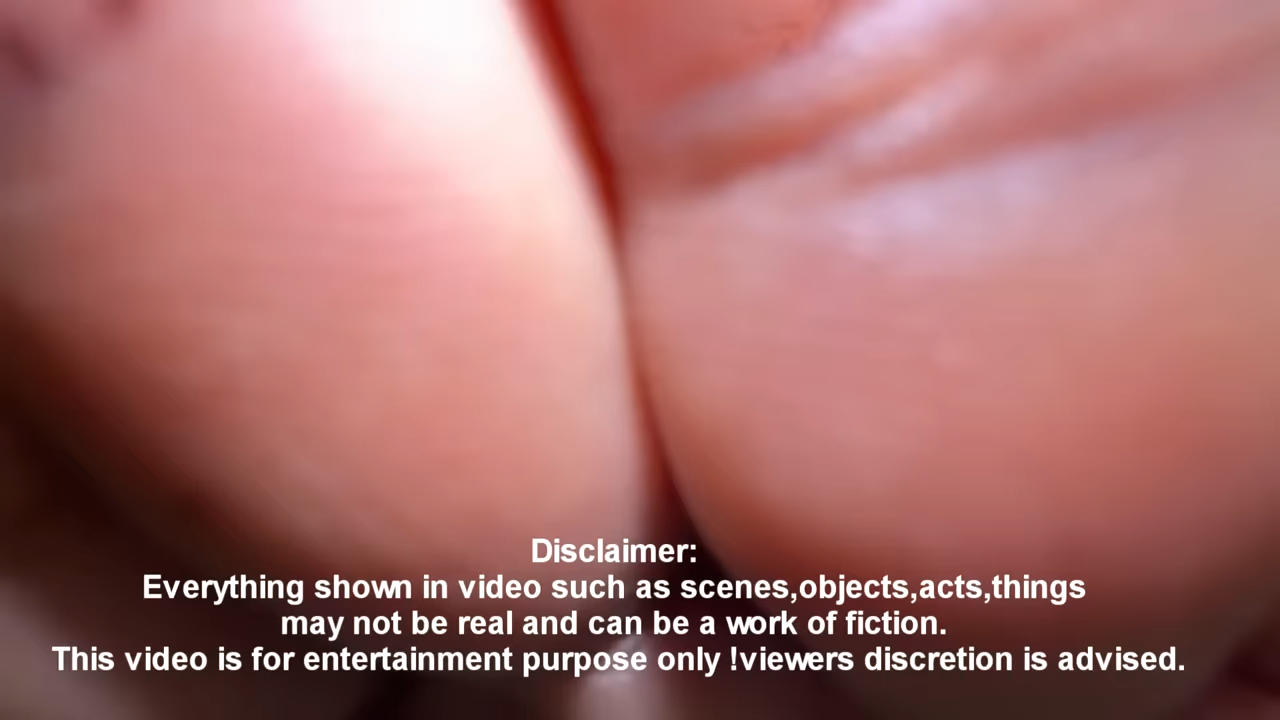 Disclaimer:
Everything shown in video such as scenes,objects,acts,things
may not be real and can be a work of fiction.
This video is for entertainment purpose only !viewers discretion is advised.